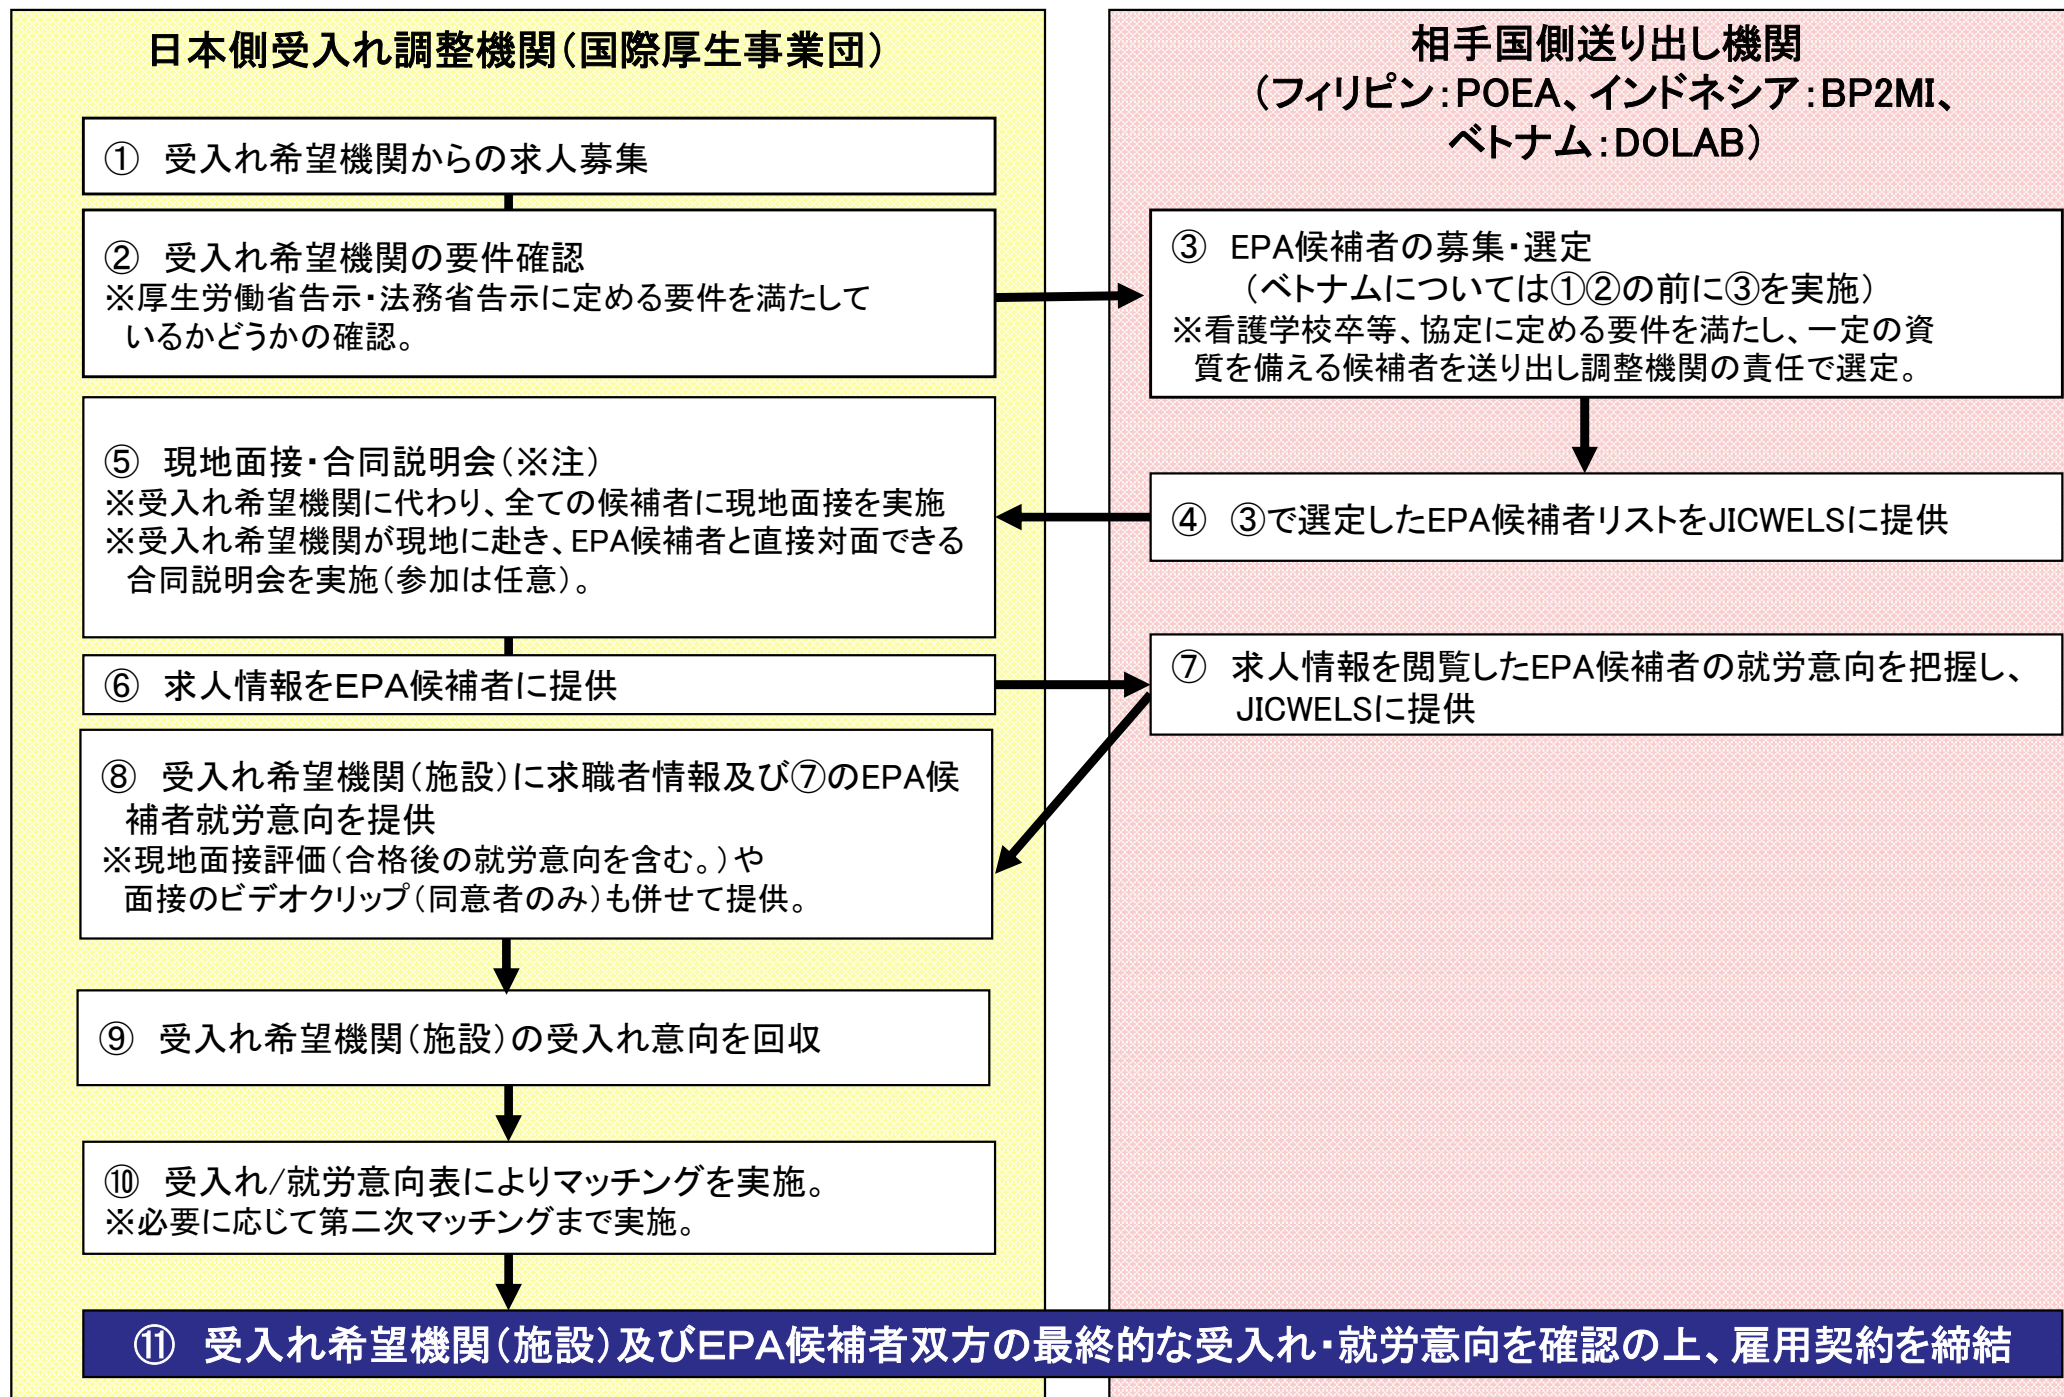 日本側受入れ調整機関(国際厚生事業団)
① 受入れ希望機関からの求人募集
② 受入れ希望機関の要件確認
※厚生労働省告示・法務省告示に定める要件を満たして
いるかどうかの確認。
相手国側送り出し機関
(フィリピン:POEA、インドネシア:BP2MI、
ベトナム:DOLAB)
③ EPA候補者の募集・選定
(ベトナムについては①②の前に③を実施)
※看護学校卒等、協定に定める要件を満たし、一定の資
質を備える候補者を送り出し調整機関の責任で選定。
④ ③で選定したEPA候補者リストをJICWELSに提供
⑤ 現地面接・合同説明会(※注)
※受入れ希望機関に代わり、全ての候補者に現地面接を実施
※受入れ希望機関が現地に赴き、EPA候補者と直接対面できる
合同説明会を実施(参加は任意)。
⑥ 求人情報をEPA候補者に提供
⑦ 求人情報を閲覧したEPA候補者の就労意向を把握し、
JICWELSに提供
⑧ 受入れ希望機関(施設)に求職者情報及び⑦のEPA候
補者就労意向を提供
※現地面接評価(合格後の就労意向を含む。)や
面接のビデオクリップ(同意者のみ)も併せて提供。
⑨ 受入れ希望機関(施設)の受入れ意向を回収
⑩ 受入れ/就労意向表によりマッチングを実施。
※必要に応じて第二次マッチングまで実施。
⑪ 受入れ希望機関(施設)及びEPA候補者双方の最終的な受入れ・就労意向を確認の上、雇用契約を締結